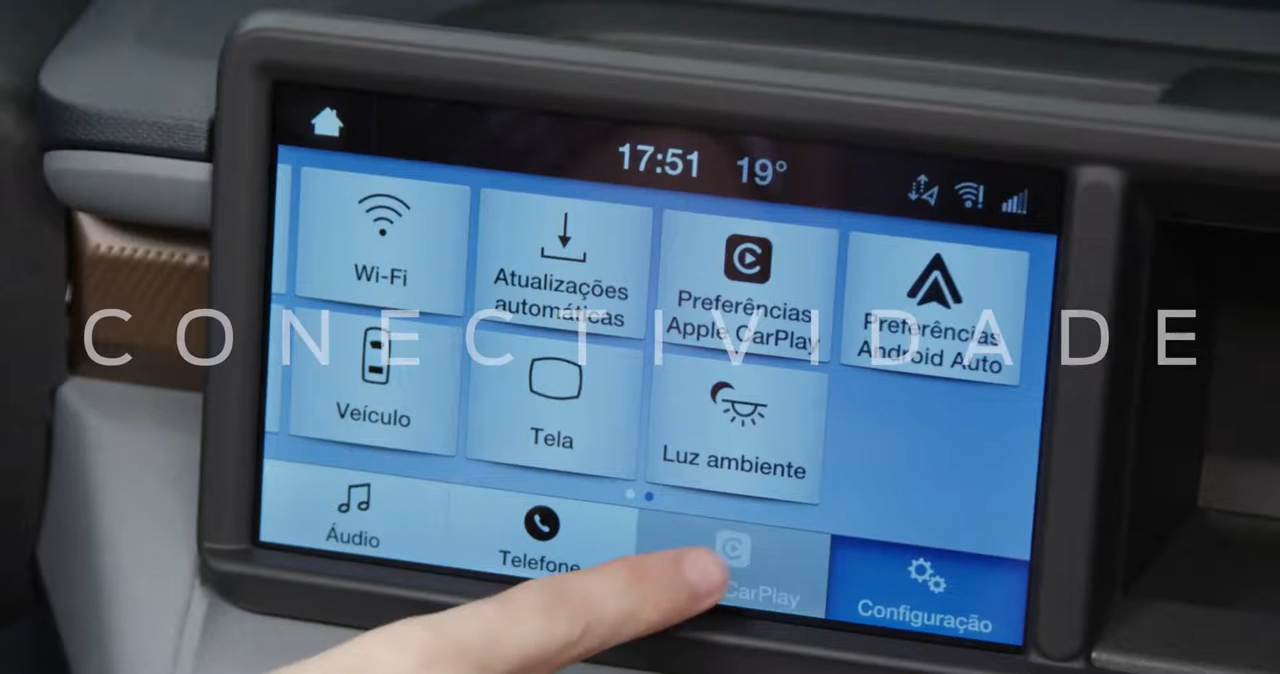 17:51 19°
Wi-Fi
Atualizações
automáticas
Preferências
Apple CarPlay
Preferências
Android Auto
CONECTIVIDADE
Veículo
Tela
Luz ambiente
Áudio
Telefone
CarPlay
Configuração